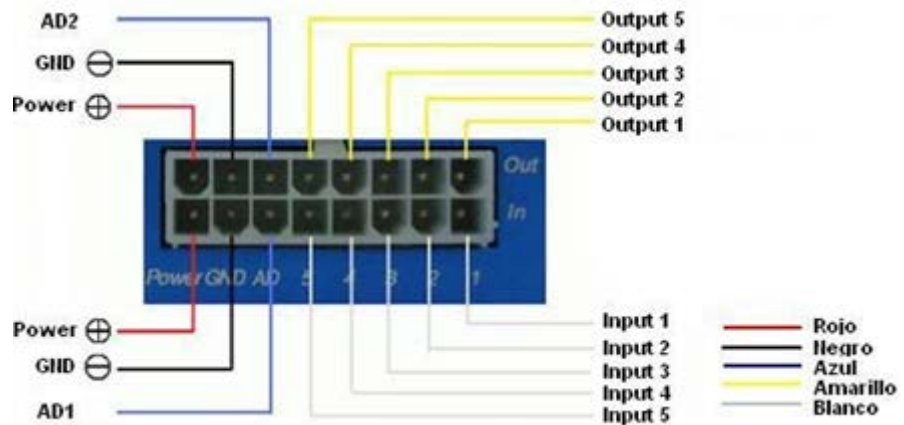 AD2
GND
Power
Output 5
Output 4
Output 3
Output 2
Output 1
Out
In
Power GND AD 5 4 3 2 1
Power
GND
AD1
Input 1
Input 2
Input 3
Input 4
Input 5
Rojo
Negro
Azul
Amarillo
Blanco